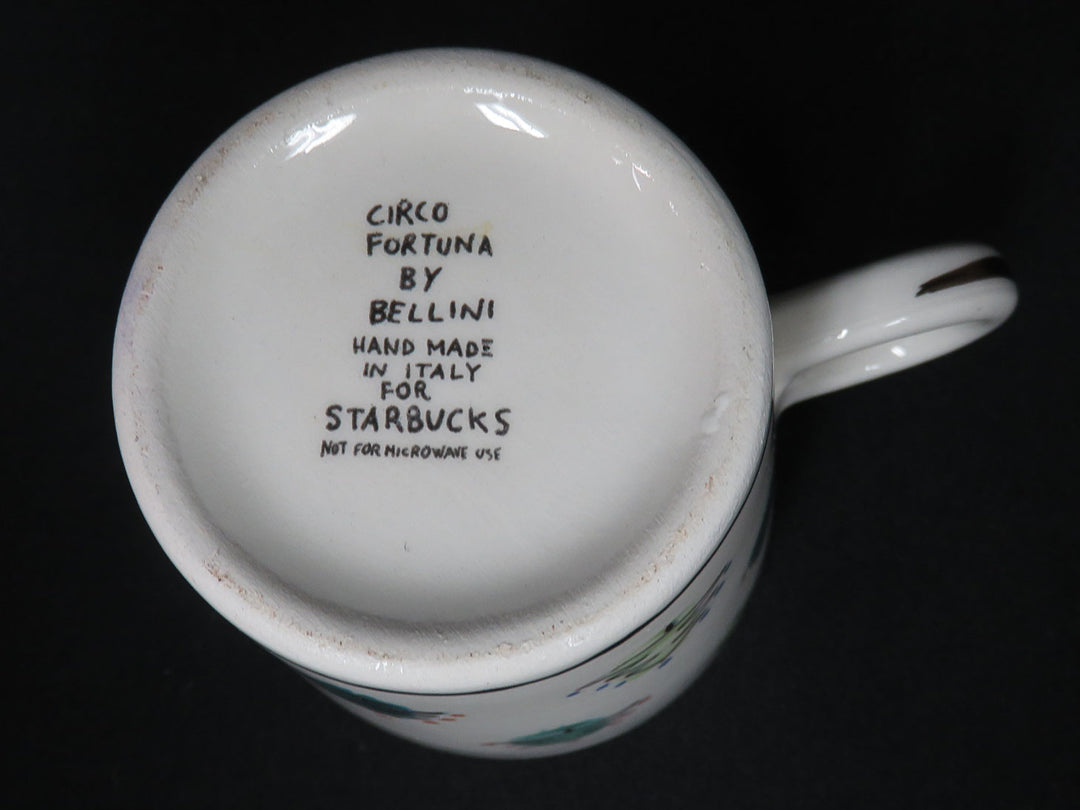 CIRCO
FORTUNA
BY
BELLINI
HAND MADE
IN ITALY
FOR
STARBUCKS
NOT FOR MICROWAVE USE